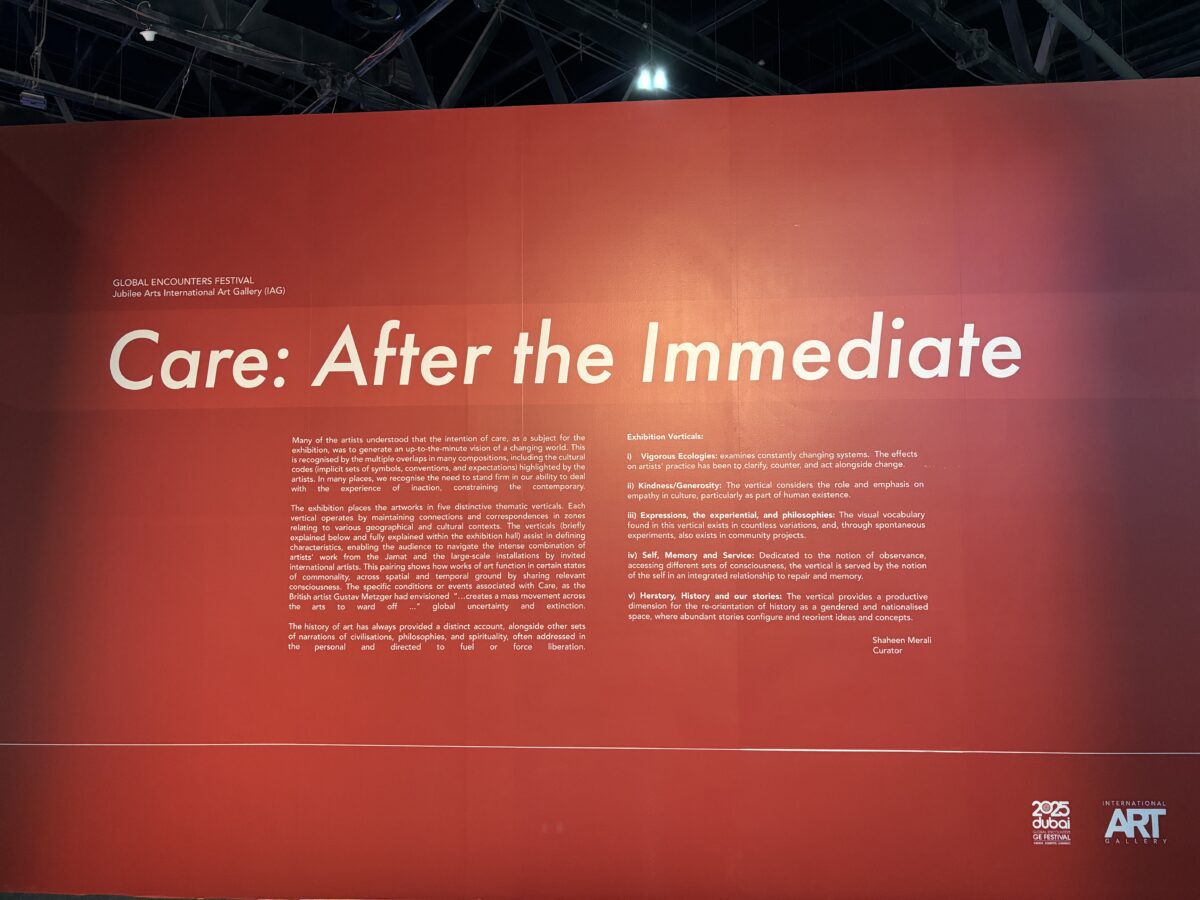 GLOBAL ENCOUNTERS FESTIVAL
Jubilee Arts International Art Gallery (IAG)
Care: After the Immediate
Many of the artists understood that the intention of care, as a subject for the
exhibition, was to generate an up-to-the-minute vision of a changing world. This
is recognised by the multiple overlaps in many compositions, including the cultural
codes (implicit sets of symbols, conventions, and expectations) highlighted by the
artists. In many places, we recognise the need to stand firm in our ability to deal
with the experience of inaction, constraining the contemporary.
The exhibition places the artworks in five distinctive thematic verticals. Each
vertical operates by maintaining connections and correspondences in zones
relating to various geographical and cultural contexts. The verticals (briefly
explained below and fully explained within the exhibition hall) assist in defining
characteristics, enabling the audience to navigate the intense combination of
artists' work from the Jamat and the large-scale installations by invited
international artists. This pairing shows how works of art function in certain states
of commonality, across spatial and temporal ground by sharing relevant
consciousness. The specific conditions or events associated with Care, as the
British artist Gustav Metzger had envisioned "...creates a mass movement across
the arts to ward off ..." global uncertainty and extinction.
The history of art has always provided a distinct account, alongside other sets
of narrations of civilisations, philosophies, and spirituality, often addressed in
the personal and directed to fuel or force liberation.
Exhibition Verticals:
i) Vigorous Ecologies: examines constantly changing systems. The effects
on artists' practice has been to clarify, counter, and act alongside change.
ii) Kindness/Generosity: The vertical considers the role and emphasis on
empathy in culture, particularly as part of human existence.
iii) Expressions, the experiential, and philosophies: The visual vocabulary
found in this vertical exists in countless variations, and, through spontaneous
experiments, also exists in community projects.
iv) Self, Memory and Service: Dedicated to the notion of observance,
accessing different sets of consciousness, the vertical is served by the notion
of the self in an integrated relationship to repair and memory.
v) Herstory, History and our stories: The vertical provides a productive
dimension for the re-orientation of history as a gendered and nationalised
space, where abundant stories configure and reorient ideas and concepts.
Shaheen Merali
Curator
2025
dubai
GLOBAL ENCOUNTERS
GE FESTIVAL
INTERNATIONAL
ART
GALLERY